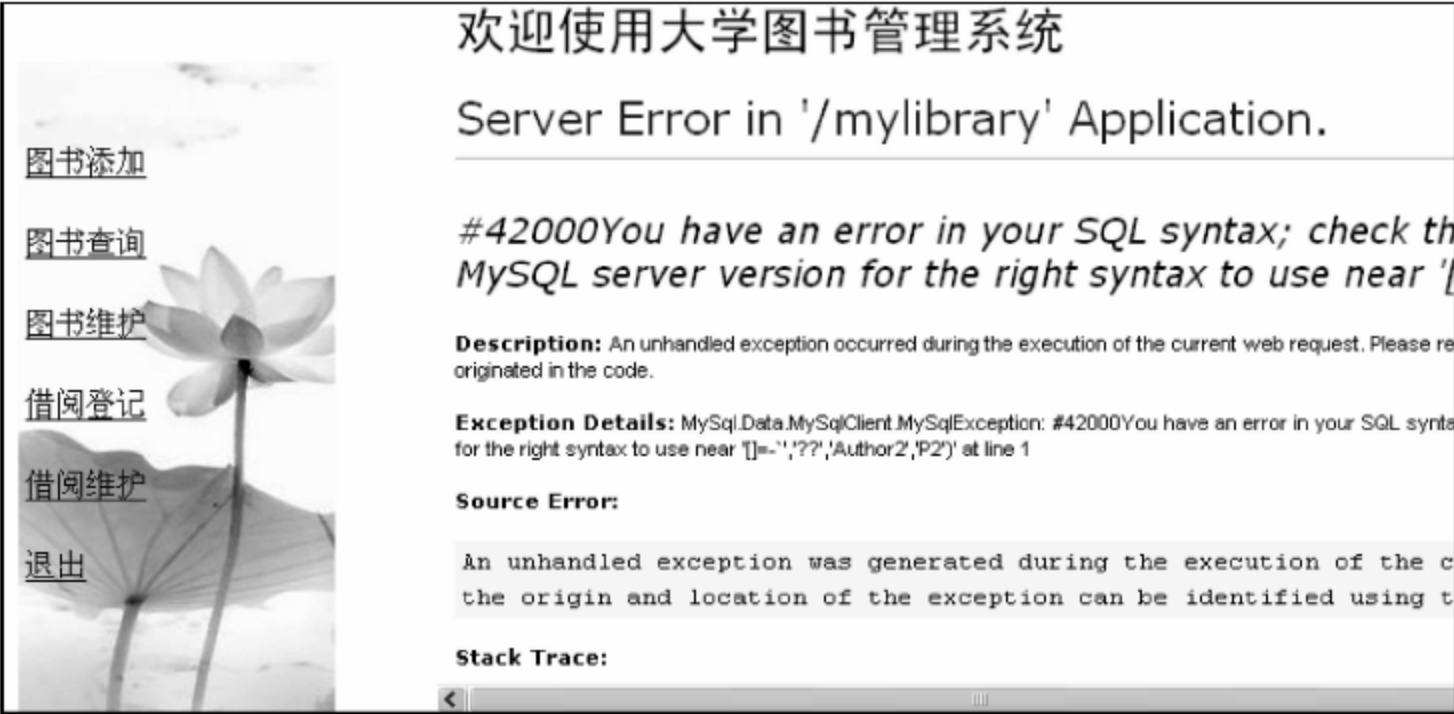 欢迎使用大学图书管理系统
Server Error in '/mylibrary' Application.
图书添加
图书查询
图书维护
借阅登记
借阅维护
退出
#42000You have an error in your SQL syntax; check th
MySQL server version for the right syntax to use near '[
Description: An unhandled exception occurred during the execution of the current web request. Please re
originated in the code.
Exception Details: MySql.Data.MySqlClient.MySqlException: #42000You have an error in your SQL synta
for the right syntax to use near '[]=-`','??','Author2','P2')' at line 1
Source Error:
An unhandled exception was generated during the execution of the c
the origin and location of the exception can be identified using t
Stack Trace: